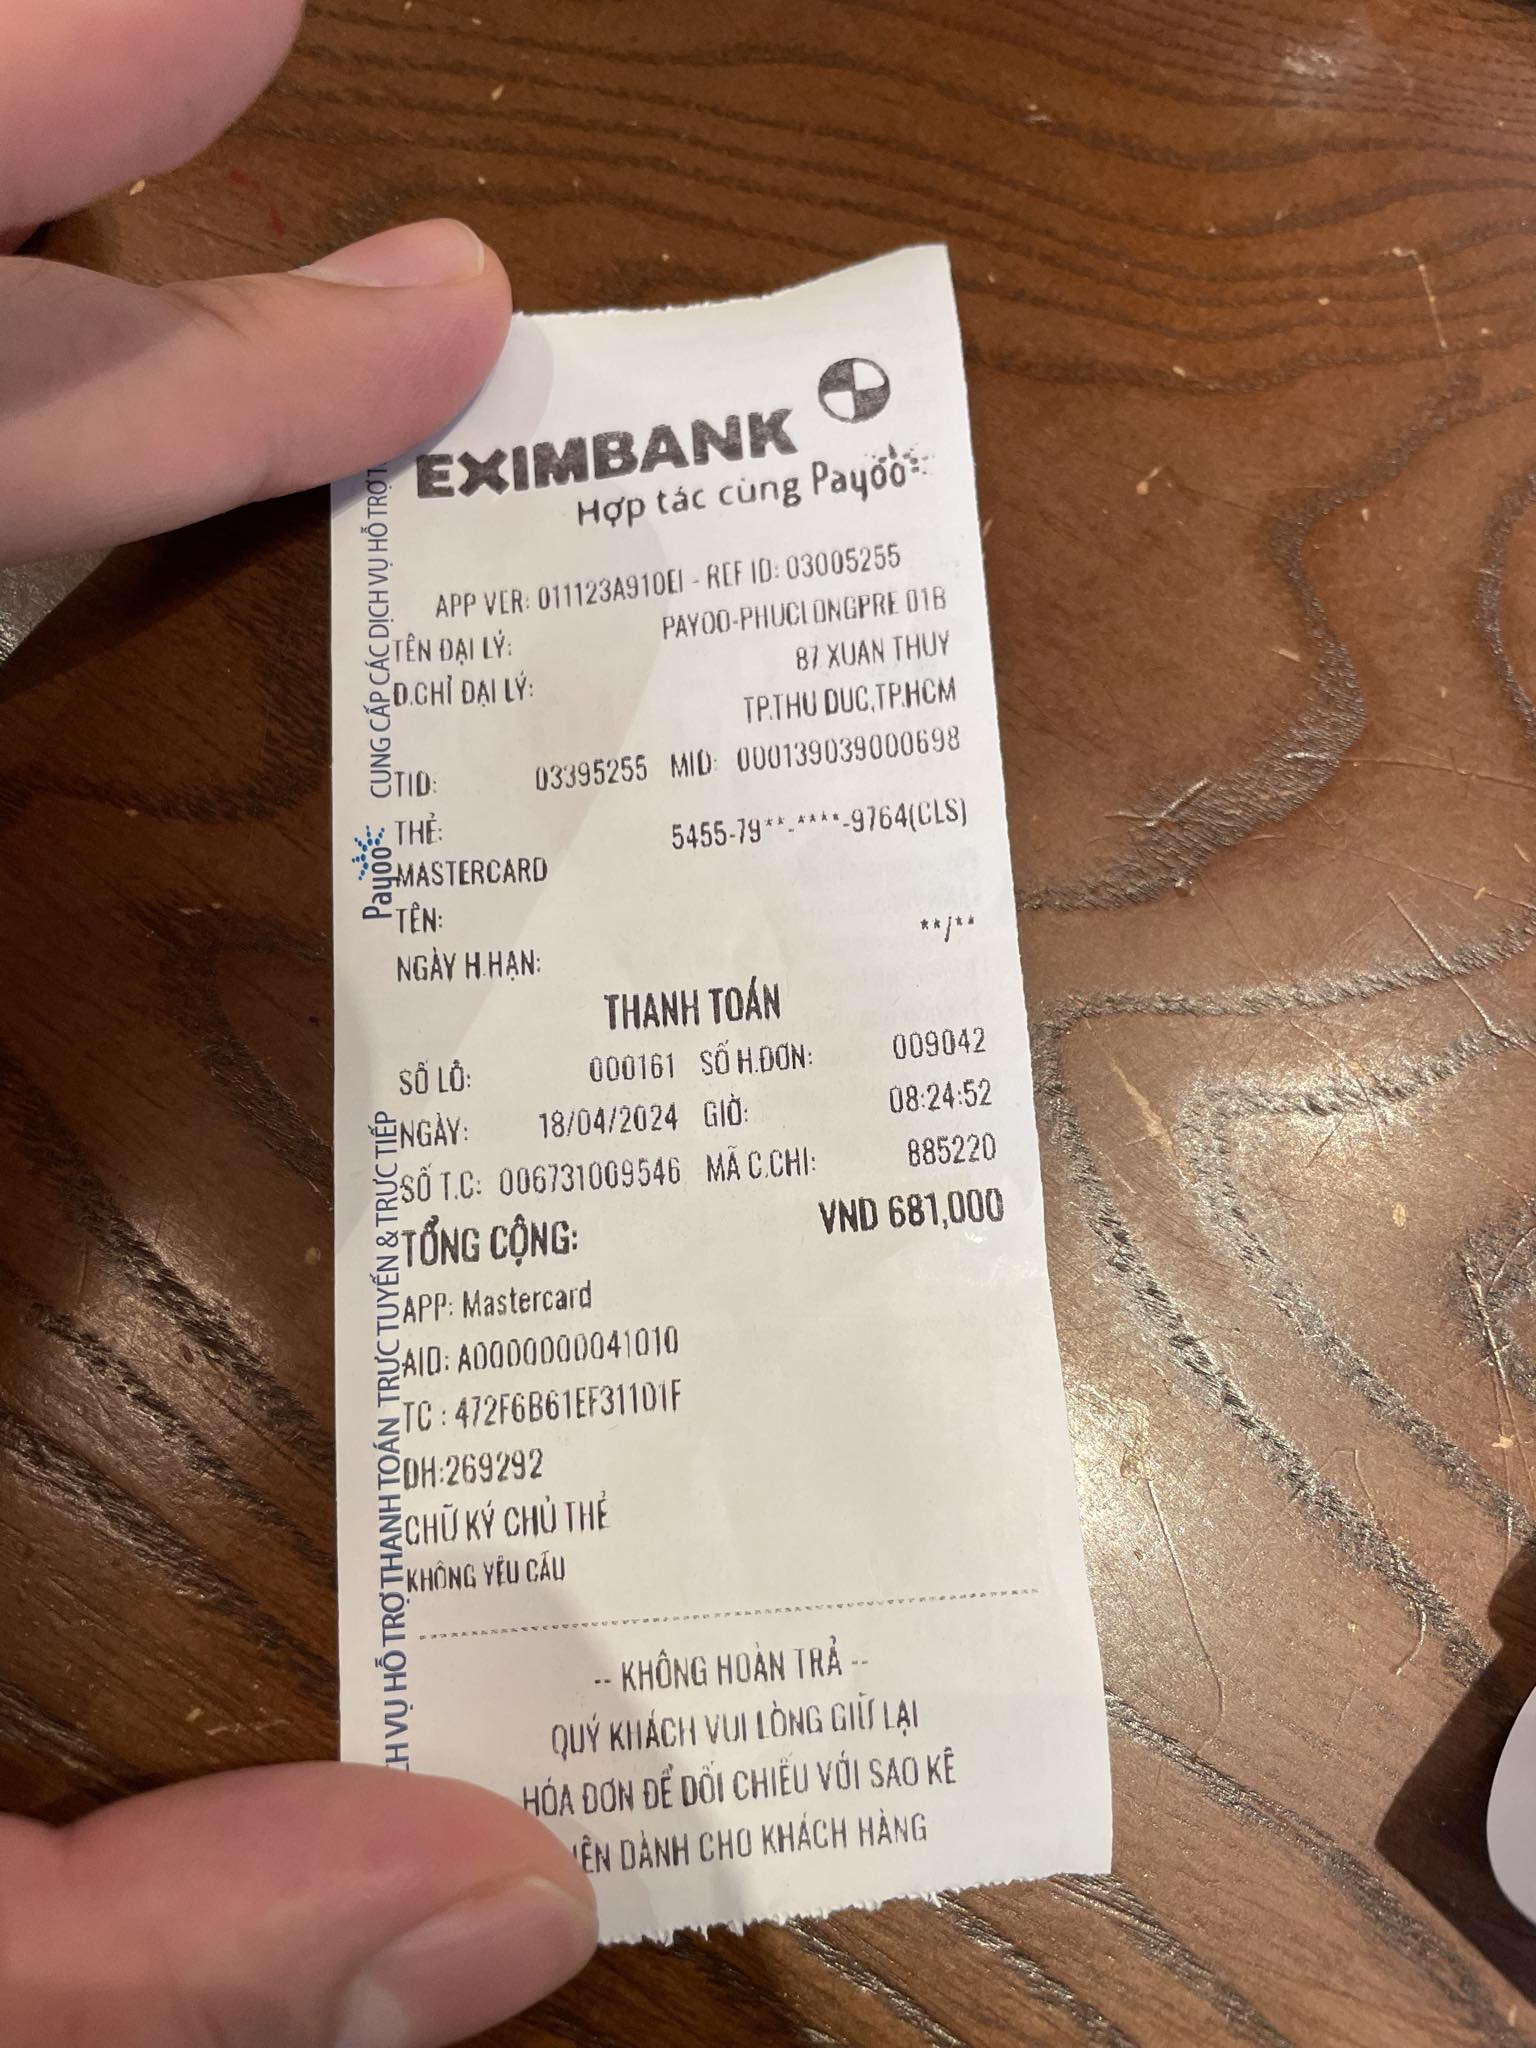 EXIMBANK
Hợp tác cùng Payoo
APP VER: 011123A910EI - REF ID: 03005255
TÊN ĐẠI LÝ: PAYOO-PHUCLONGPRE 01B
Đ.CHỈ ĐẠI LÝ: 87 XUAN THUY
TP.THU DUC,TP.HCM
TID: 03395255 MID: 000139039000698
THẺ: 5455-79**-****-9764(CLS)
MASTERCARD
TÊN:
NGÀY H.HẠN: **/**
THANH TOÁN
SỐ LÔ: 000161 SỐ H.ĐƠN: 009042
NGÀY: 18/04/2024 GIỜ: 08:24:52
SỐ T.C: 006731009546 MÃ C.CHI: 885220
TỔNG CỘNG: VND 681,000
APP: Mastercard
AID: A0000000041010
TC : 472F6B61EF31101F
DH:269292
CHỮ KÝ CHỦ THẺ
KHÔNG YÊU CẦU
-- KHÔNG HOÀN TRẢ --
QUÝ KHÁCH VUI LÒNG GIỮ LẠI
HÓA ĐƠN ĐỂ ĐỐI CHIẾU VỚI SAO KÊ
DÀNH CHO KHÁCH HÀNG
CUNG CẤP CÁC DỊCH VỤ HỖ TRỢ
Payoo
VỤ HỖ TRỢ THANH TOÁN TRỰC TUYẾN & TRỰC TIẾP